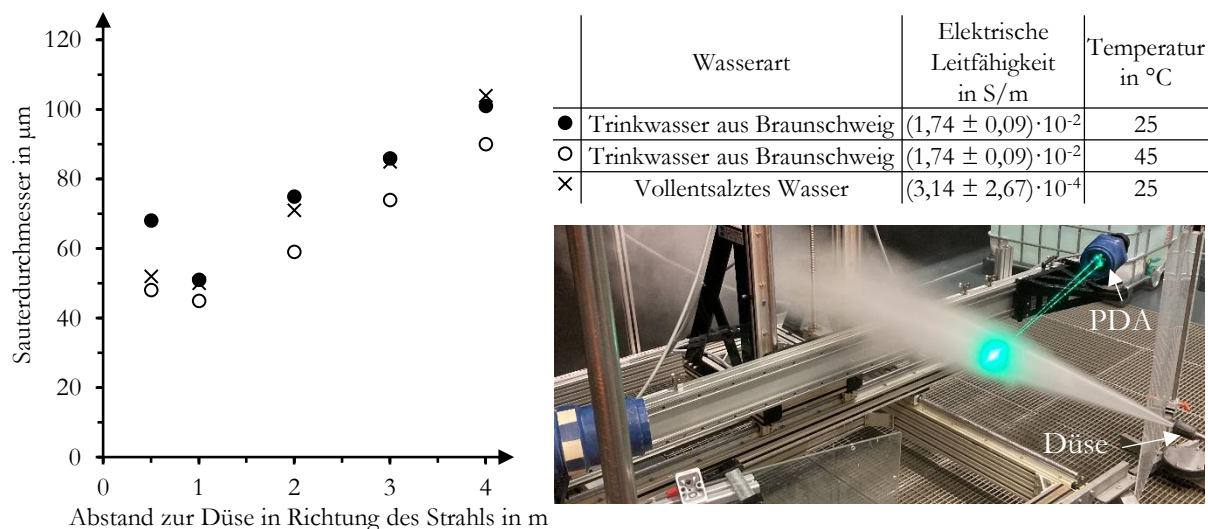 120
100
80
60
40
20
0
0 1 2 3 4
Sauterdurchmesser in µm
Abstand zur Düse in Richtung des Strahls in m
Wasserart
Elektrische
Leitfähigkeit
in S/m
Temperatur
in °C
● Trinkwasser aus Braunschweig (1,74 ± 0,09)·10⁻² 25
○ Trinkwasser aus Braunschweig (1,74 ± 0,09)·10⁻² 45
× Vollentsalztes Wasser (3,14 ± 2,67)·10⁻⁴ 25
PDA
Düse